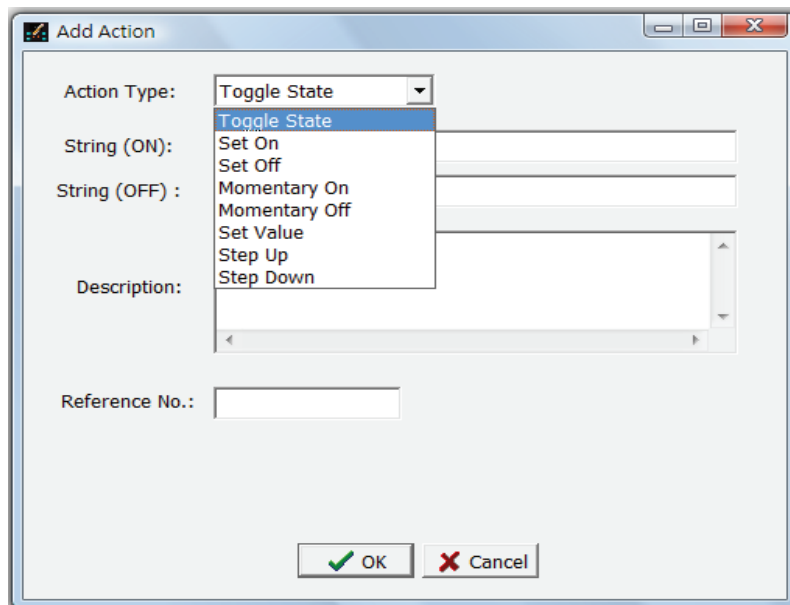 Add Action
Action Type: Toggle State
Toggle State
String (ON): Set On
Set Off
String (OFF) : Momentary On
Momentary Off
Set Value
Step Up
Description: Step Down
Reference No.:
OK Cancel